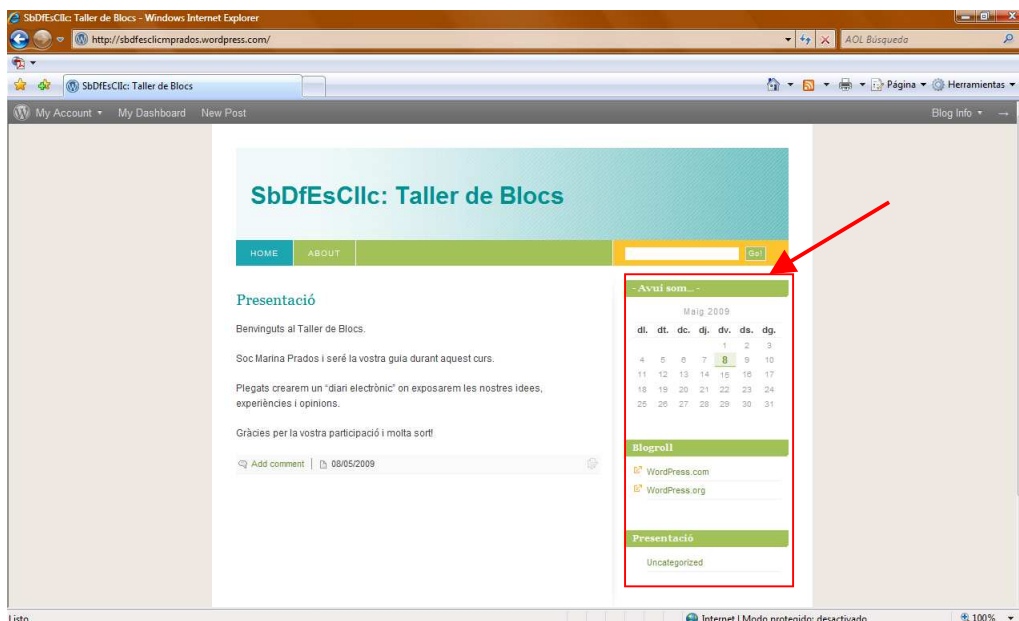 SbDfEsClIc: Taller de Blocs - Windows Internet Explorer
http://sbdfesclicmprados.wordpress.com/
AOL Búsqueda
SbDfEsClIc: Taller de Blocs
Página
Herramientas
My Account
My Dashboard
New Post
Blog Info
SbDfEsClIc: Taller de Blocs
HOME
ABOUT
Go!
Presentació
Benvinguts al Taller de Blocs.
Soc Marina Prados i seré la vostra guia durant aquest curs.
Plegats crearem un "diari electrònic" on exposarem les nostres idees,
experiències i opinions.
Gràcies per la vostra participació i molta sort!
Add comment | 08/05/2009
- Avui som... -
Maig 2009
dl. dt. dc. dj. dv. ds. dg.
1 2 3
4 5 6 7 8 9 10
11 12 13 14 15 16 17
18 19 20 21 22 23 24
25 26 27 28 29 30 31
Blogroll
WordPress.com
WordPress.org
Presentació
Uncategorized
Listo
Internet | Modo protegido: desactivado
100%